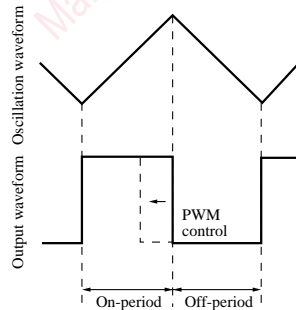 Oscillation waveform
Output waveform
PWM
control
On-period
Off-period